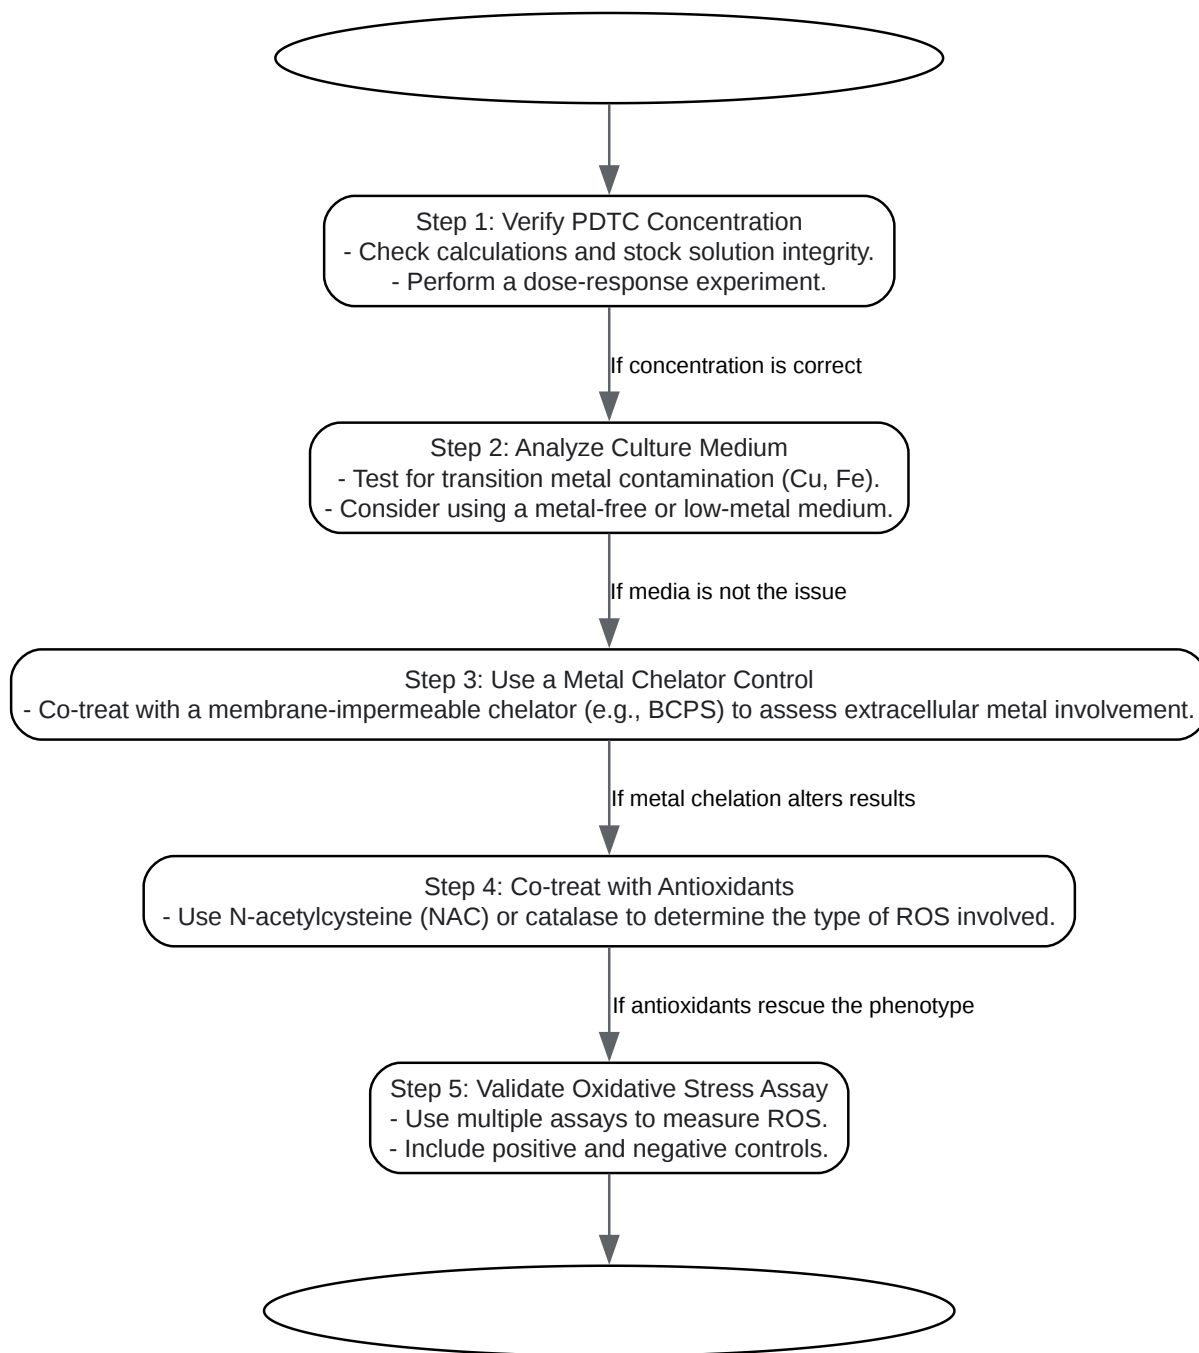 Step 1: Verify PDTC Concentration
- Check calculations and stock solution integrity.
- Perform a dose-response experiment.
If concentration is correct
Step 2: Analyze Culture Medium
- Test for transition metal contamination (Cu, Fe).
- Consider using a metal-free or low-metal medium.
If media is not the issue
Step 3: Use a Metal Chelator Control
- Co-treat with a membrane-impermeable chelator (e.g., BCPS) to assess extracellular metal involvement.
If metal chelation alters results
Step 4: Co-treat with Antioxidants
- Use N-acetylcysteine (NAC) or catalase to determine the type of ROS involved.
If antioxidants rescue the phenotype
Step 5: Validate Oxidative Stress Assay
- Use multiple assays to measure ROS.
- Include positive and negative controls.